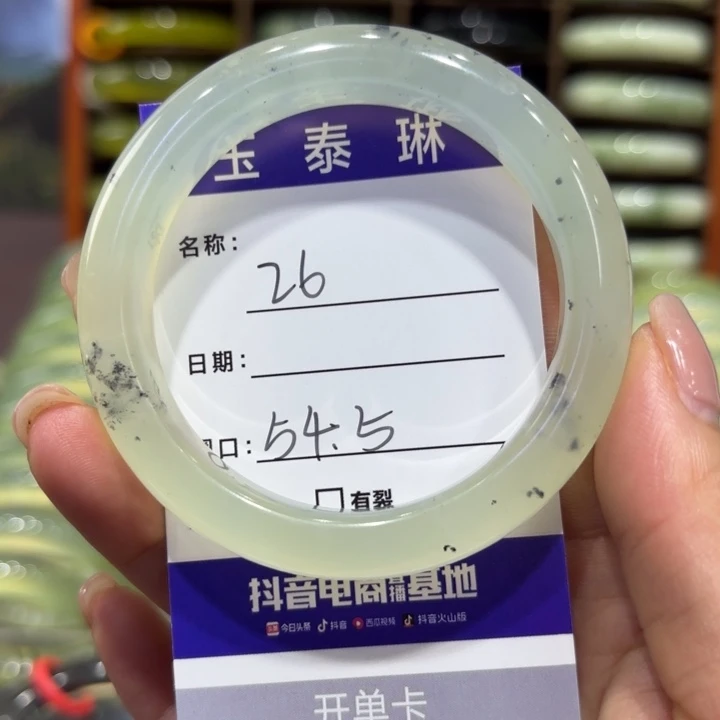 玉泰琳
名称：26
日期：
口：54.5
有裂
抖音电商直播基地
今日头条 抖音 西瓜视频 抖音火山版
开单卡